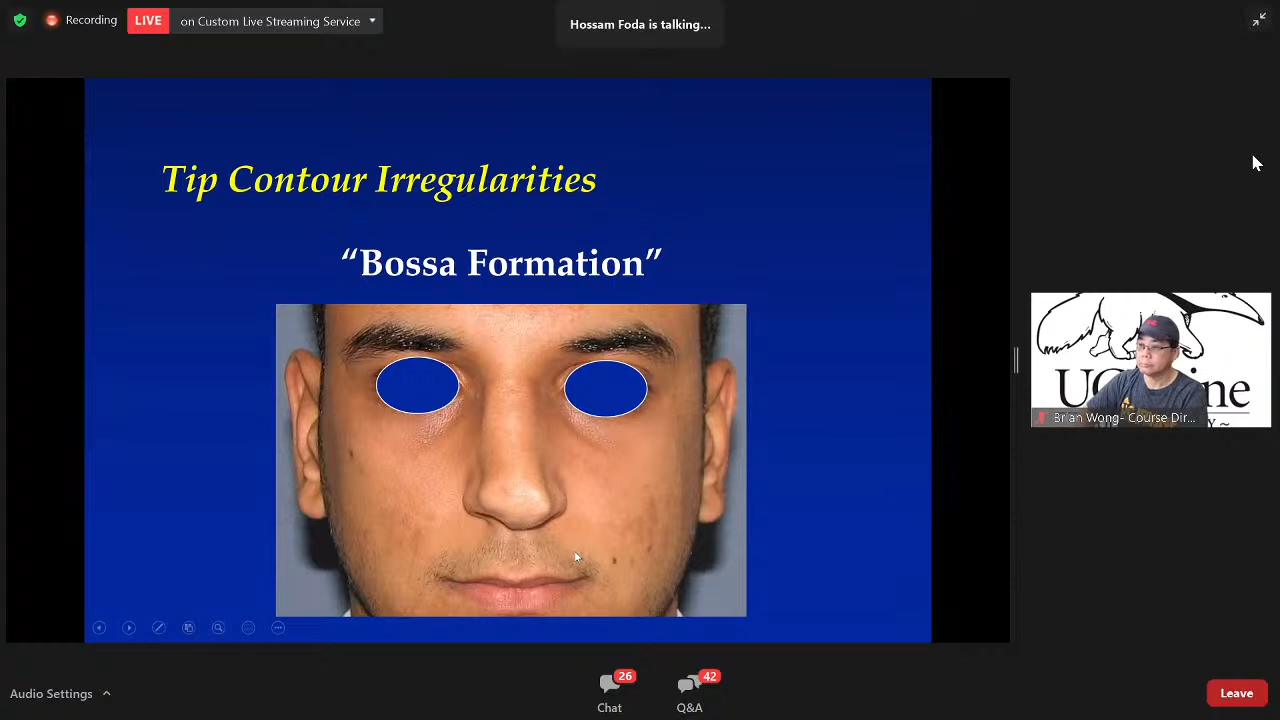 Recording
LIVE on Custom Live Streaming Service
Hossam Foda is talking...
Tip Contour Irregularities
“Bossa Formation”
Brian Wong- Course Dir...
Audio Settings
26
Chat
42
Q&A
Leave